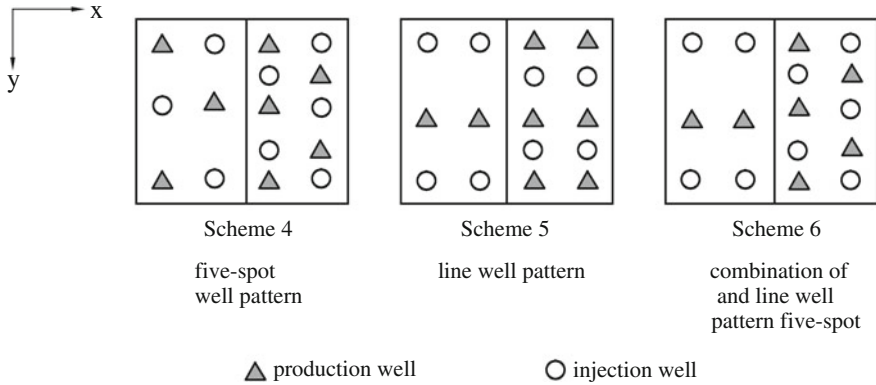 x
y
Scheme 4
Scheme 5
Scheme 6
five-spot
well pattern
line well pattern
combination of
and line well
pattern five-spot
production well
injection well